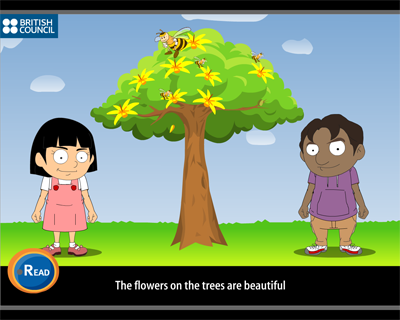 BRITISH
COUNCIL
READ
The flowers on the trees are beautiful